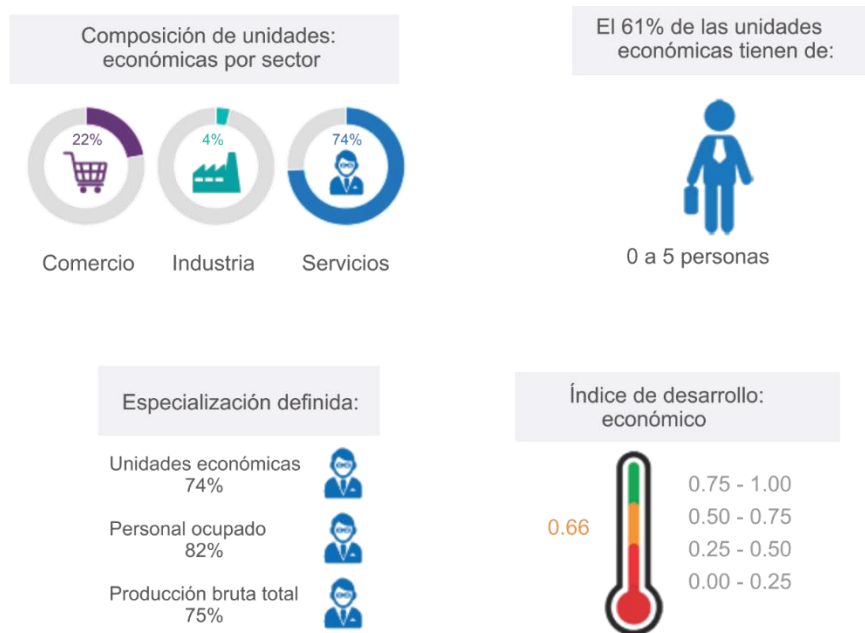 Composición de unidades:
económicas por sector
22%
4%
74%
Comercio
Industria
Servicios
El 61% de las unidades
económicas tienen de:
0 a 5 personas
Especialización definida:
Unidades económicas
74%
Personal ocupado
82%
Producción bruta total
75%
Índice de desarrollo:
económico
0.66
0.75 - 1.00
0.50 - 0.75
0.25 - 0.50
0.00 - 0.25